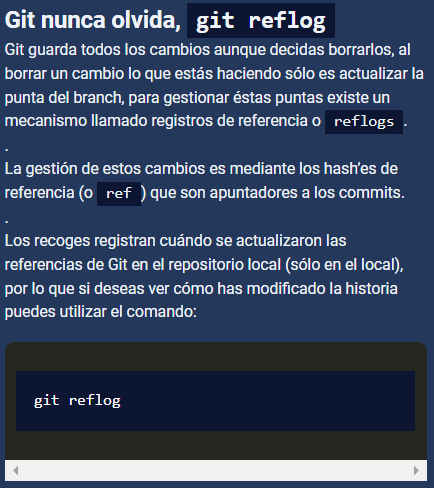 Git nunca olvida, git reflog
Git guarda todos los cambios aunque decidas borrarlos, al
borrar un cambio lo que estás haciendo sólo es actualizar la
punta del branch, para gestionar éstas puntas existe un
mecanismo llamado registros de referencia o reflogs.
.
La gestión de estos cambios es mediante los hash'es de
referencia (o ref) que son apuntadores a los commits.
.
Los recoges registran cuándo se actualizaron las
referencias de Git en el repositorio local (sólo en el local),
por lo que si deseas ver cómo has modificado la historia
puedes utilizar el comando:
git reflog